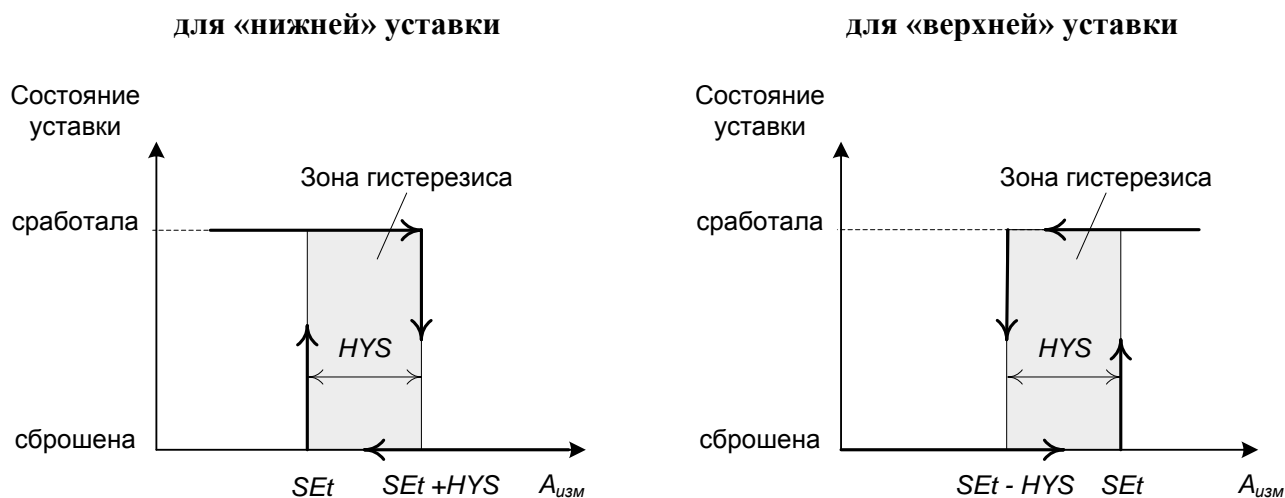 для «нижней» уставки
Состояние
уставки
Зона гистерезиса
сработала
HYS
сброшена
SEt
SEt +HYS
Aизм
для «верхней» уставки
Состояние
уставки
Зона гистерезиса
сработала
HYS
сброшена
SEt - HYS
SEt
Aизм